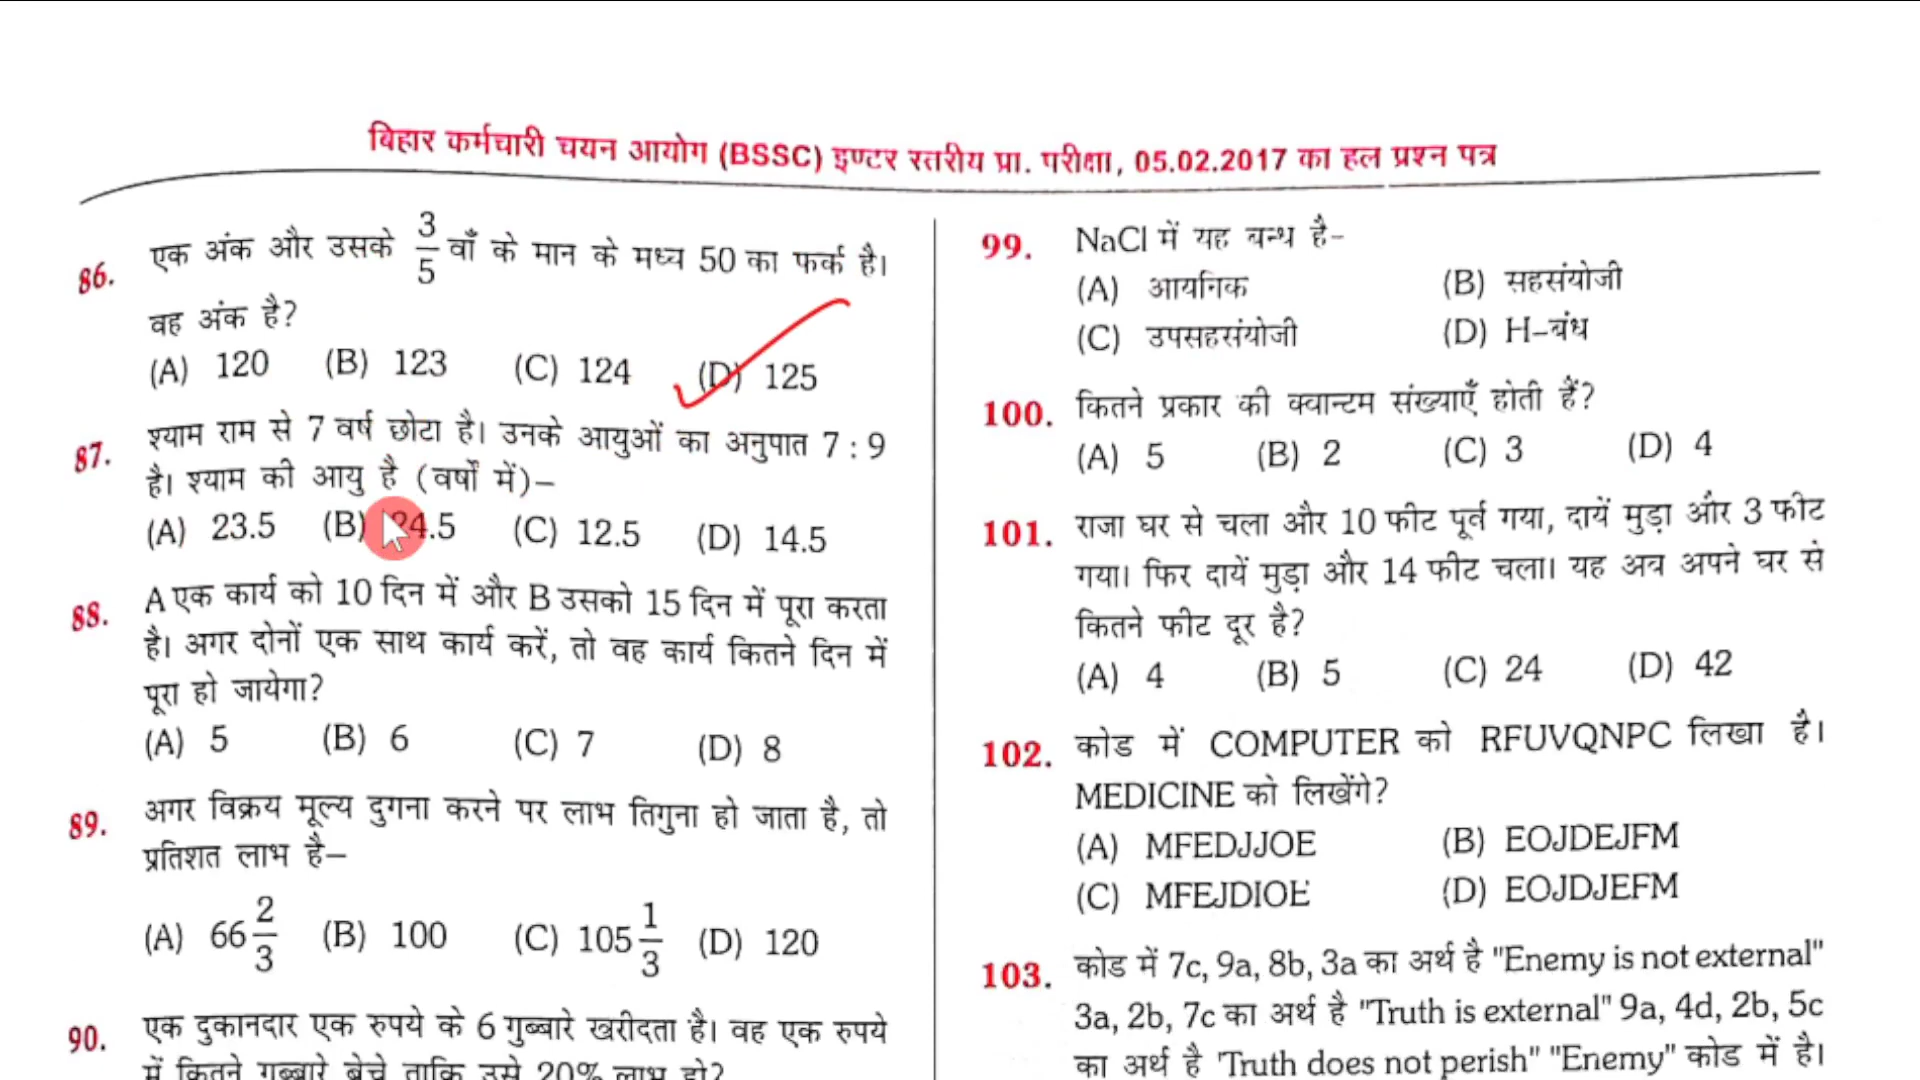 बिहार कर्मचारी चयन आयोग (BSSC) इण्टर स्तरीय प्रा. परीक्षा, 05.02.2017 का हल प्रश्न पत्र
86. एक अंक और उसके 3/5 वाँ के मान के मध्य 50 का फर्क है।
वह अंक है?
(A) 120 (B) 123 (C) 124 (D) 125
87. श्याम राम से 7 वर्ष छोटा है। उनके आयुओं का अनुपात 7 : 9
है। श्याम की आयु है (वर्षों में)–
(A) 23.5 (B) 24.5 (C) 12.5 (D) 14.5
88. A एक कार्य को 10 दिन में और B उसको 15 दिन में पूरा करता
है। अगर दोनों एक साथ कार्य करें, तो वह कार्य कितने दिन में
पूरा हो जायेगा?
(A) 5 (B) 6 (C) 7 (D) 8
89. अगर विक्रय मूल्य दुगना करने पर लाभ तिगुना हो जाता है, तो
प्रतिशत लाभ है–
(A) 66 2/3 (B) 100 (C) 105 1/3 (D) 120
90. एक दुकानदार एक रुपये के 6 गुब्बारे खरीदता है। वह एक रुपये
में कितने गुब्बारे बेचे ताकि उसे 20% लाभ हो?
99. NaCl में यह बन्ध है–
(A) आयनिक (B) सहसंयोजी
(C) उपसहसंयोजी (D) H–बंध
100. कितने प्रकार की क्वान्टम संख्याएँ होती हैं?
(A) 5 (B) 2 (C) 3 (D) 4
101. राजा घर से चला और 10 फीट पूर्व गया, दायें मुड़ा और 3 फीट
गया। फिर दायें मुड़ा और 14 फीट चला। यह अब अपने घर से
कितने फीट दूर है?
(A) 4 (B) 5 (C) 24 (D) 42
102. कोड में COMPUTER को RFUVQNPC लिखा है।
MEDICINE को लिखेंगे?
(A) MFEDJJOE (B) EOJDEJFM
(C) MFEJDIOE (D) EOJDJEFM
103. कोड में 7c, 9a, 8b, 3a का अर्थ है "Enemy is not external"
3a, 2b, 7c का अर्थ है "Truth is external" 9a, 4d, 2b, 5c
का अर्थ है 'Truth does not perish" "Enemy" कोड में है।